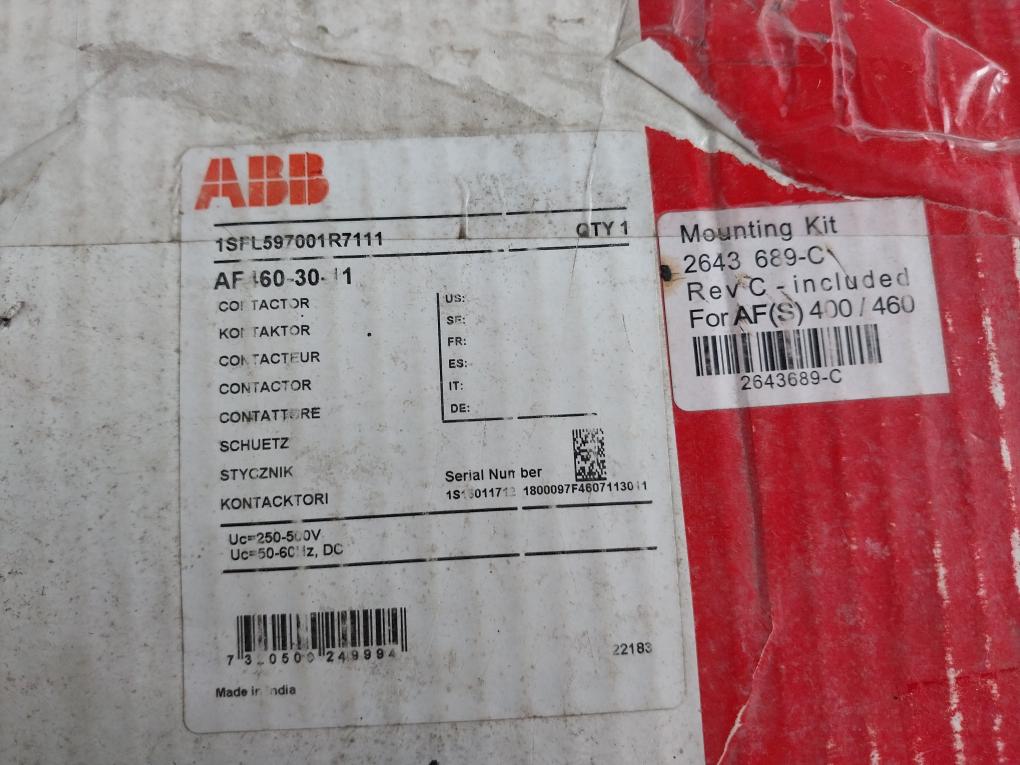 ABB
1SFL597001R7111 QTY 1
AF460-30-11
CONTACTOR
KONTAKTOR
CONTACTEUR
CONTACTOR
CONTATTORE
SCHUETZ
STYCZNIK
KONTACKTORI
US:
SE:
FR:
ES:
IT:
DE:
Serial Number
Uc=250-500V
Uc=50-60Hz, DC
22183
Made in India
Mounting Kit
2643 689-C
Rev C - included
For AF(S) 400 / 460
2643689-C